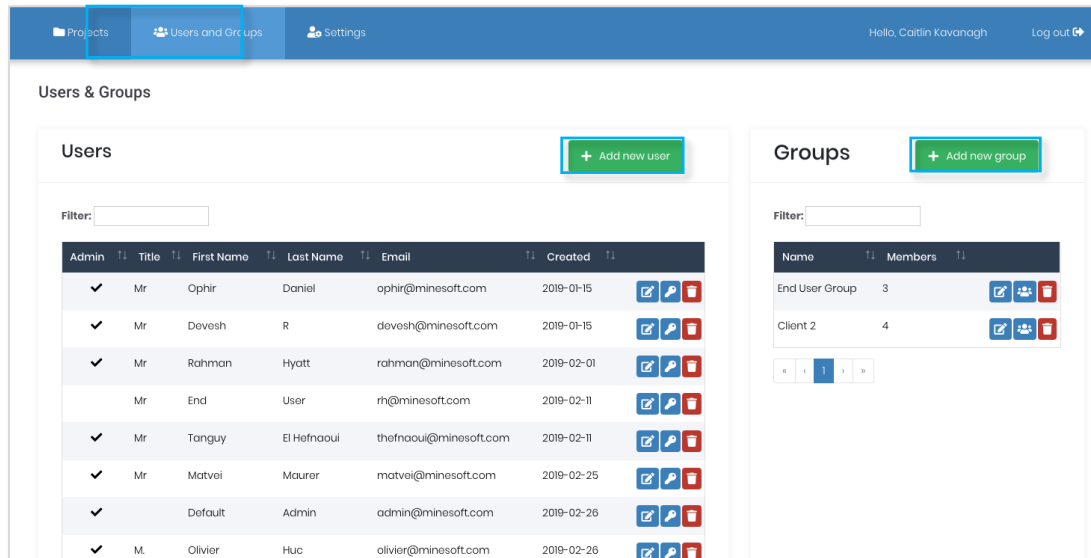 Projects Users and Groups Settings Hello, Caitlin Kavanagh Log out
Users & Groups
Users + Add new user
Filter:
Admin Title First Name Last Name Email Created
Mr Ophir Daniel ophir@minesoft.com 2019-01-15
Mr Devesh R devesh@minesoft.com 2019-01-15
Mr Rahman Hyatt rahman@minesoft.com 2019-02-01
Mr End User rh@minesoft.com 2019-02-11
Mr Tanguy El Hefnaoui thefnaoui@minesoft.com 2019-02-11
Mr Matvei Maurer matvei@minesoft.com 2019-02-25
Default Admin admin@minesoft.com 2019-02-26
M. Olivier Huc olivier@minesoft.com 2019-02-26
Groups + Add new group
Filter:
Name Members
End User Group 3
Client 2 4
« ‹ 1 › »